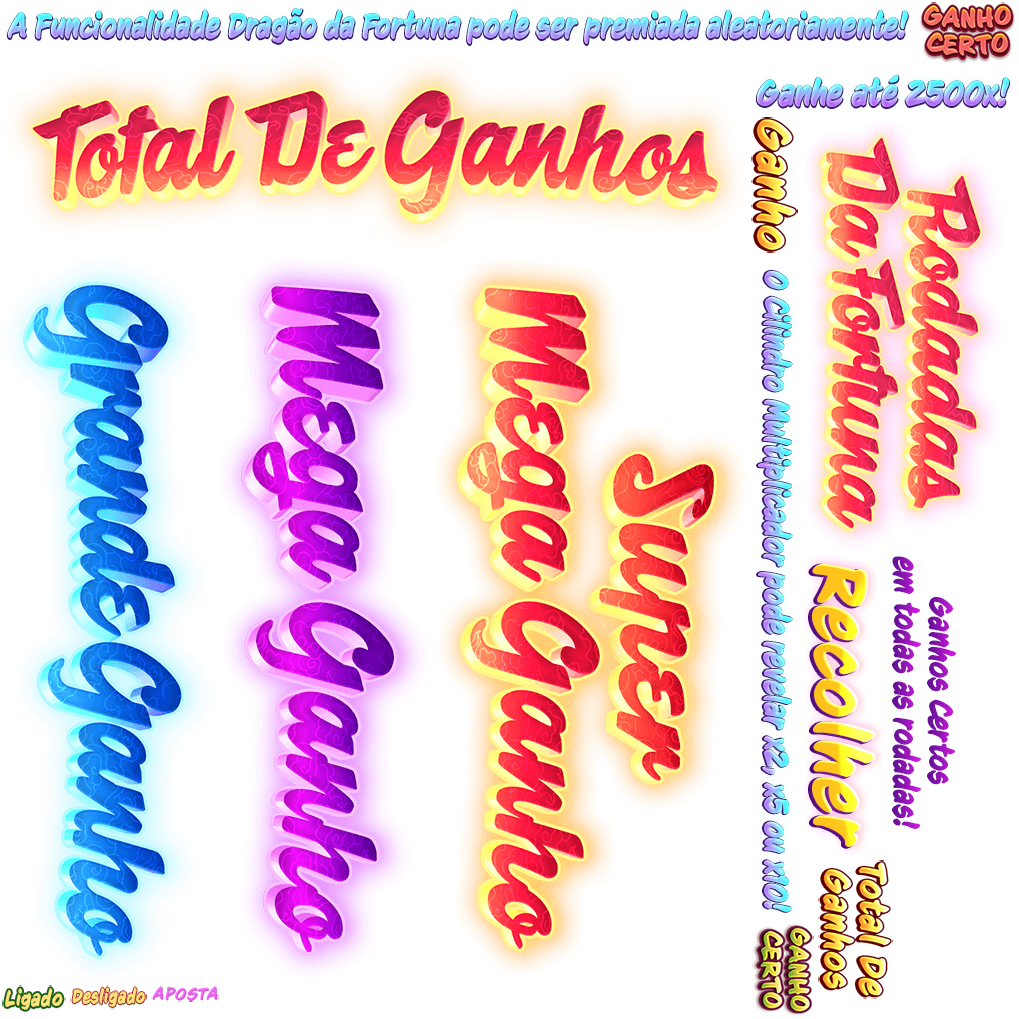 A Funcionalidade Dragão da Fortuna pode ser premiada aleatoriamente!
GANHO
CERTO
Ganhe até 2500x!
Total De Ganhos
Ganho
Rodadas
Da Fortuna
O Cilindro Multiplicador pode revelar x2, x5 ou x10!
Grande Ganho
Mega Ganho
Super
Mega Ganho
Recolher
Ganhos Certos
em todas as rodadas!
Total De
Ganhos
GANHO
CERTO
Ligado
Desligado
APOSTA